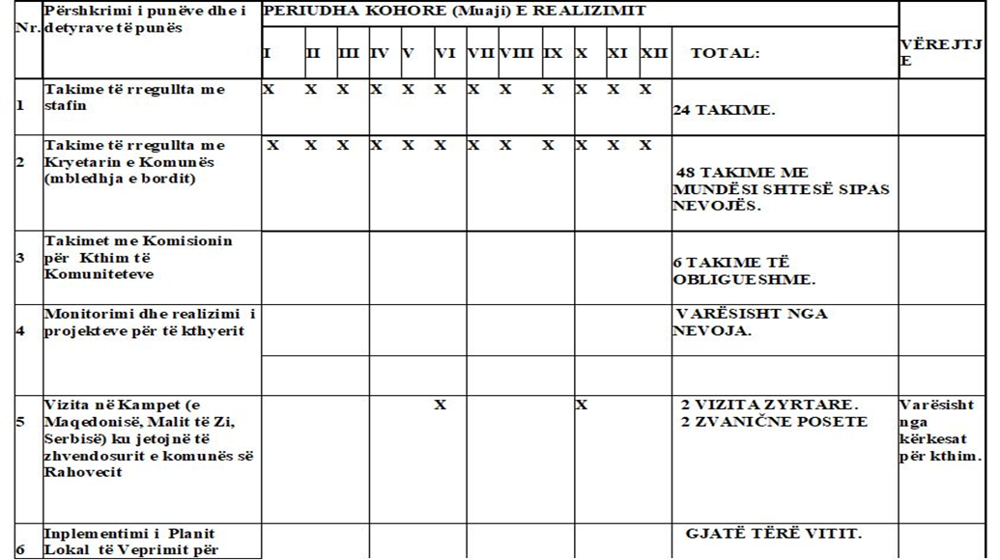 Nr. Përshkrimi i punëve dhe i detyrave të punës PERIUDHA KOHORE (Muaji) E REALIZIMIT VËREJTJE
I II III IV V VI VII VIII IX X XI XII TOTAL:
1 Takime të rregullta me stafin X X X X X X X X X X X X 24 TAKIME.
2 Takime të rregullta me Kryetarin e Komunës (mbledhja e bordit) X X X X X X X X X X X X 48 TAKIME ME MUNDËSI SHTESË SIPAS NEVOJËS.
3 Takimet me Komisionin për Kthim të Komuniteteve 6 TAKIME TË OBLIGUESHME.
4 Monitorimi dhe realizimi i projekteve për të kthyerit VARËSISHT NGA NEVOJA.
5 Vizita në Kampet (e Maqedonisë, Malit të Zi, Serbisë) ku jetojnë të zhvendosurit e komunës së Rahovecit X X 2 VIZITA ZYRTARE. 2 ZVANIČNE POSETE Varësisht nga kërkesat për kthim.
6 Inplementimi i Planit Lokal të Veprimit për GJATË TËRË VITIT.